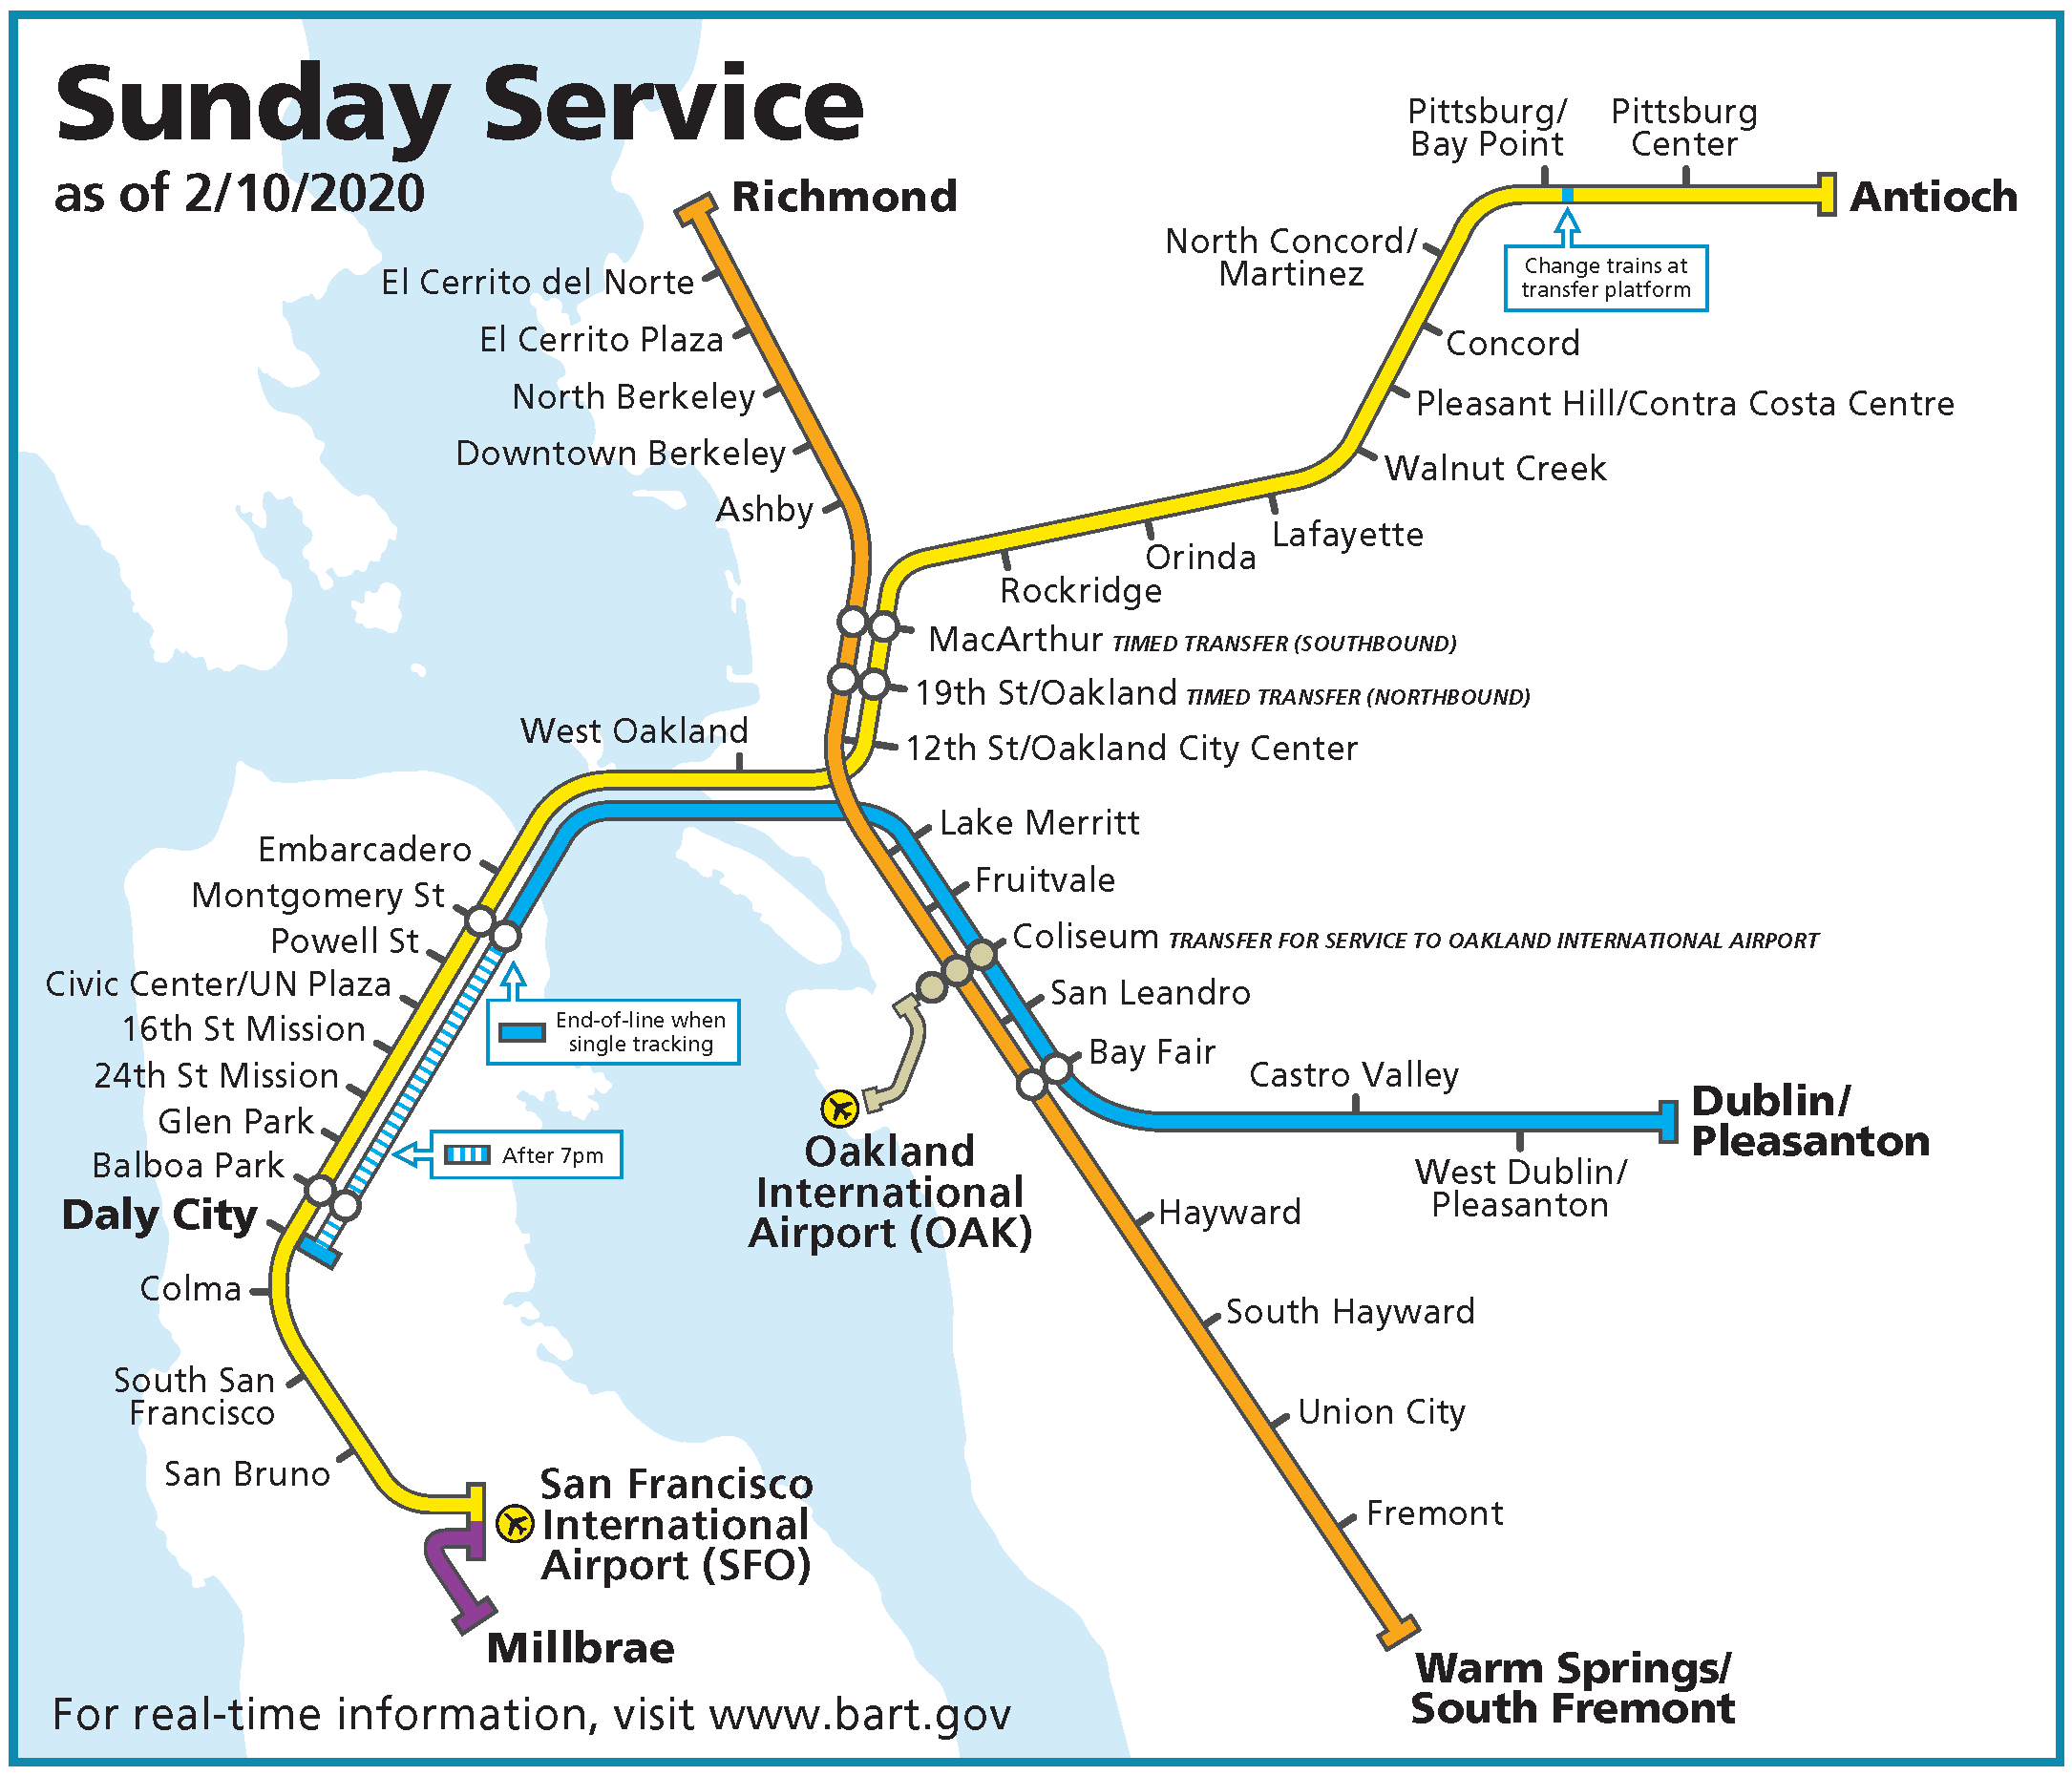 Sunday Service
as of 2/10/2020
Richmond
El Cerrito del Norte
El Cerrito Plaza
North Berkeley
Downtown Berkeley
Ashby
Pittsburg/
Bay Point
Pittsburg
Center
Antioch
Change trains at
transfer platform
North Concord/
Martinez
Concord
Pleasant Hill/Contra Costa Centre
Walnut Creek
Lafayette
Orinda
Rockridge
MacArthur TIMED TRANSFER (SOUTHBOUND)
19th St/Oakland TIMED TRANSFER (NORTHBOUND)
12th St/Oakland City Center
West Oakland
Embarcadero
Montgomery St
Powell St
Civic Center/UN Plaza
16th St Mission
24th St Mission
Glen Park
Balboa Park
Daly City
Colma
South San
Francisco
San Bruno
San Francisco
International
Airport (SFO)
Millbrae
End-of-line when
single tracking
After 7pm
Lake Merritt
Fruitvale
Coliseum TRANSFER FOR SERVICE TO OAKLAND INTERNATIONAL AIRPORT
San Leandro
Bay Fair
Castro Valley
West Dublin/
Pleasanton
Dublin/
Pleasanton
Oakland
International
Airport (OAK)
Hayward
South Hayward
Union City
Fremont
Warm Springs/
South Fremont
For real-time information, visit www.bart.gov